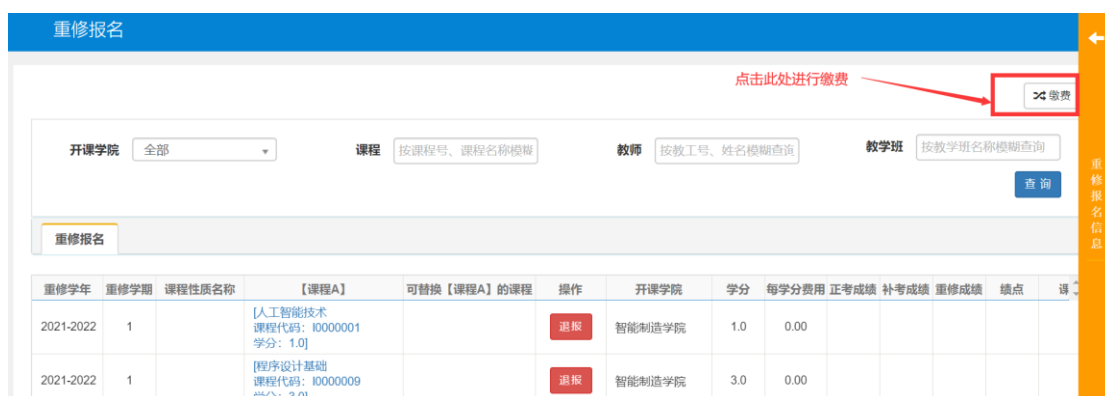 重修报名
点击此处进行缴费
缴费
开课学院 全部 课程 按课程号、课程名称模糊 教师 按教工号、姓名模糊查询 教学班 按教学班名称模糊查询
查 询
重修报名信息
重修报名
重修学年 重修学期 课程性质名称 【课程A】 可替换【课程A】的课程 操作 开课学院 学分 每学分费用 正考成绩 补考成绩 重修成绩 绩点
2021-2022 1 [人工智能技术 退报 智能制造学院 1.0 0.00
课程代码：I0000001
学分：1.0]
2021-2022 1 [程序设计基础 退报 智能制造学院 3.0 0.00
课程代码：I0000009
学分：3.0]